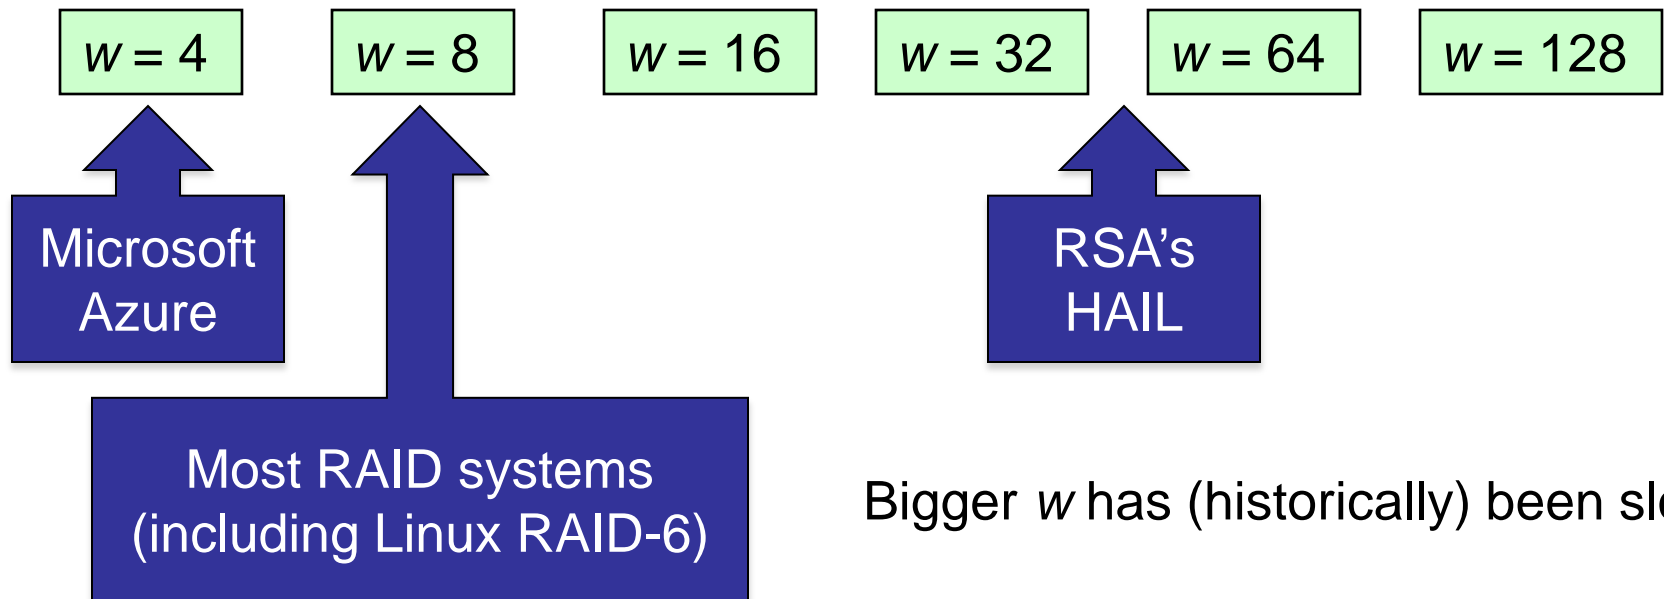 w = 4
w = 8
w = 16
w = 32
w = 64
w = 128
Microsoft
Azure
RSA’s
HAIL
Most RAID systems
(including Linux RAID-6)
Bigger w has (historically) been